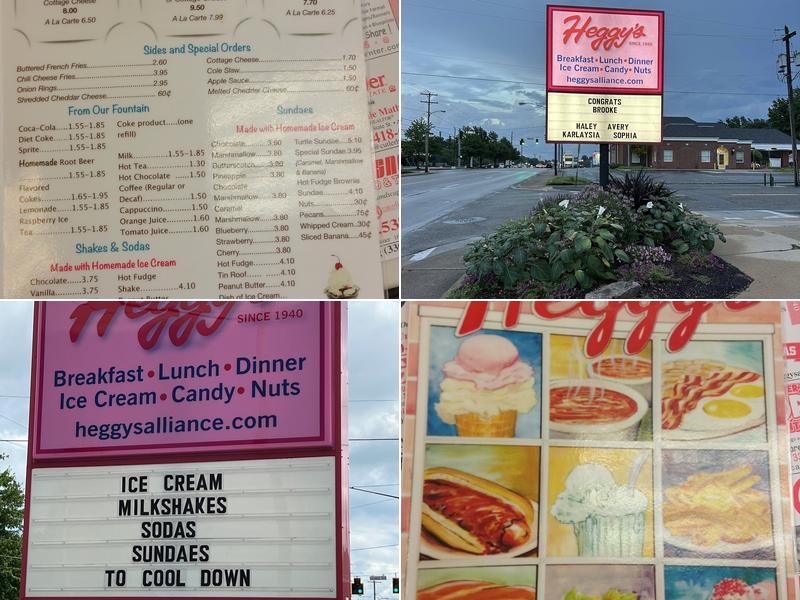 Cottage Cheese
8.00
A La Carte 6.50
9.50
A La Carte 7.99
7.70
A La Carte 6.25
Sides and Special Orders
Buttered French Fries 2.60
Chili Cheese Fries 3.95
Onion Rings 2.95
Shredded Cheddar Cheese 60¢
Cottage Cheese 1.70
Cole Slaw 1.50
Apple Sauce 1.50
Melted Cheddar Cheese 60¢
From Our Fountain
Coca-Cola 1.55-1.85
Diet Coke 1.55-1.85
Sprite 1.55-1.85
Homemade Root Beer
1.55-1.85
Flavored
Cokes 1.65-1.95
Lemonade 1.55-1.85
Raspberry Ice
Tea 1.55-1.85
Coke product (one
refill)
Milk 1.55-1.85
Hot Tea 1.30
Hot Chocolate 1.50
Coffee (Regular or
Decaf) 1.50
Cappuccino 1.50
Orange Juice 1.60
Tomato Juice 1.60
Sundaes
Made with Homemade Ice Cream
Chocolate 3.60
Marshmallow 3.80
Butterscotch 3.80
Pineapple 3.80
Chocolate
Marshmallow 3.80
Caramel
Marshmallow 3.80
Blueberry 3.80
Strawberry 3.80
Cherry 3.80
Hot Fudge 4.10
Tin Roof 4.10
Peanut Butter 4.10
Dish of Ice Cream
Turtle Sundae 5.10
Special Sundae 3.95
(Caramel, Marshmallow
& Banana)
Hot Fudge Brownie
Sundae 4.10
Nuts 30¢
Pecans 75¢
Whipped Cream 30¢
Sliced Banana 45¢
Shakes & Sodas
Made with Homemade Ice Cream
Chocolate 3.75
Vanilla 3.75
Hot Fudge
Shake 4.10
Heggy's
SINCE 1940
Breakfast • Lunch • Dinner
Ice Cream • Candy • Nuts
heggysalliance.com
CONGRATS
BROOKE
HALEY AVERY
KARLAYSIA SOPHIA
Heggy's
SINCE 1940
Breakfast • Lunch • Dinner
Ice Cream • Candy • Nuts
heggysalliance.com
ICE CREAM
MILKSHAKES
SODAS
SUNDAES
TO COOL DOWN
Heggy's